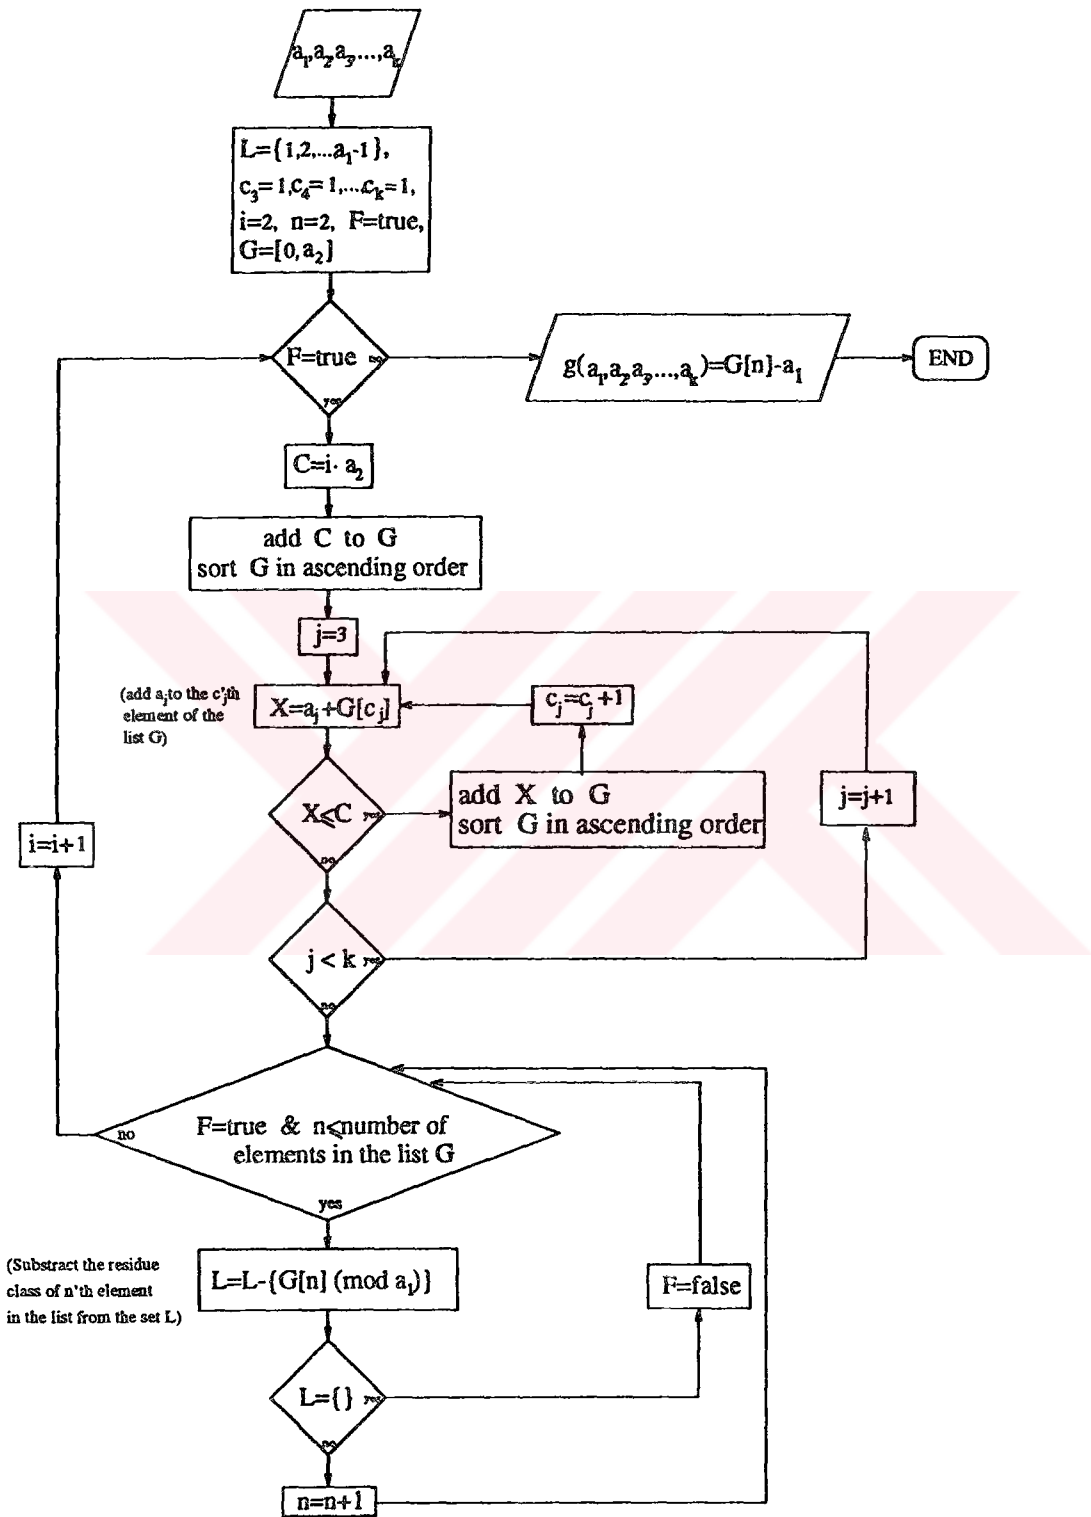 a₁,a₂,a₃,...,aₖ
L={1,2,...a₁-1},
c₃=1,c₄=1,...cₖ=1,
i=2, n=2, F=true,
G=[0,a₂]
F=true
no
yes
g(a₁,a₂,a₃,...,aₖ)=G[n]-a₁
END
C=i· a₂
add C to G
sort G in ascending order
j=3
(add aⱼ to the c'ⱼth
element of the
list G)
X=aⱼ+G[cⱼ]
cⱼ=cⱼ+1
X⩽C
yes
no
add X to G
sort G in ascending order
j=j+1
i=i+1
j < k
yes
no
F=true & n⩽number of
elements in the list G
no
yes
(Substract the residue
class of n'th element
in the list from the set L)
L=L-{G[n] (mod a₁)}
F=false
L={}
yes
no
n=n+1